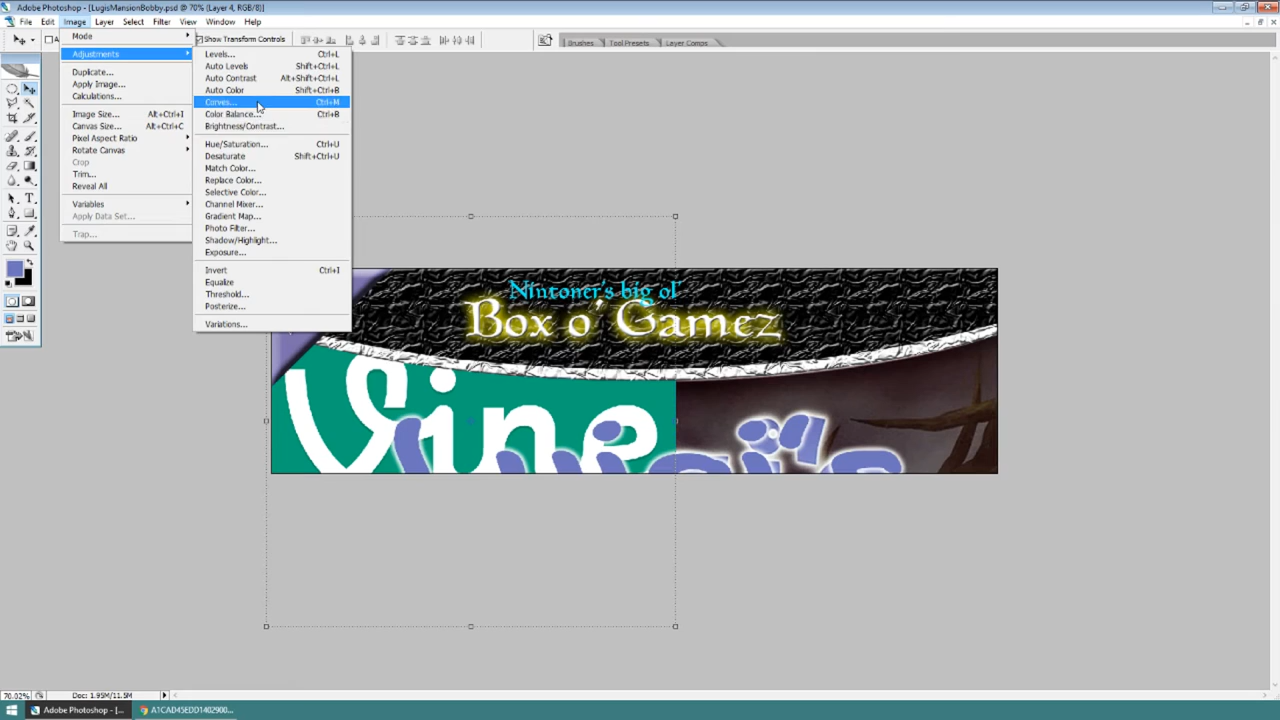 Adobe Photoshop - [LugisMansionBobby.psd @ 70% (Layer 4, RGB/8)]
File Edit Image Layer Select Filter View Window Help
Show Transform Controls
Brushes Tool Presets Layer Comps
Mode
Adjustments
Duplicate...
Apply Image...
Calculations...
Image Size... Alt+Ctrl+I
Canvas Size... Alt+Ctrl+C
Pixel Aspect Ratio
Rotate Canvas
Crop
Trim...
Reveal All
Variables
Apply Data Set...
Trap...
Levels... Ctrl+L
Auto Levels Shift+Ctrl+L
Auto Contrast Alt+Shift+Ctrl+L
Auto Color Shift+Ctrl+B
Curves... Ctrl+M
Color Balance... Ctrl+B
Brightness/Contrast...
Hue/Saturation... Ctrl+U
Desaturate Shift+Ctrl+U
Match Color...
Replace Color...
Selective Color...
Channel Mixer...
Gradient Map...
Photo Filter...
Shadow/Highlight...
Exposure...
Invert Ctrl+I
Equalize
Threshold...
Posterize...
Variations...
Nintoner's big ol'
Box o' Gamez
Vine
70.02% Doc: 1.95M/11.5M
Adobe Photoshop - [... A1CAD45EDD1402900...